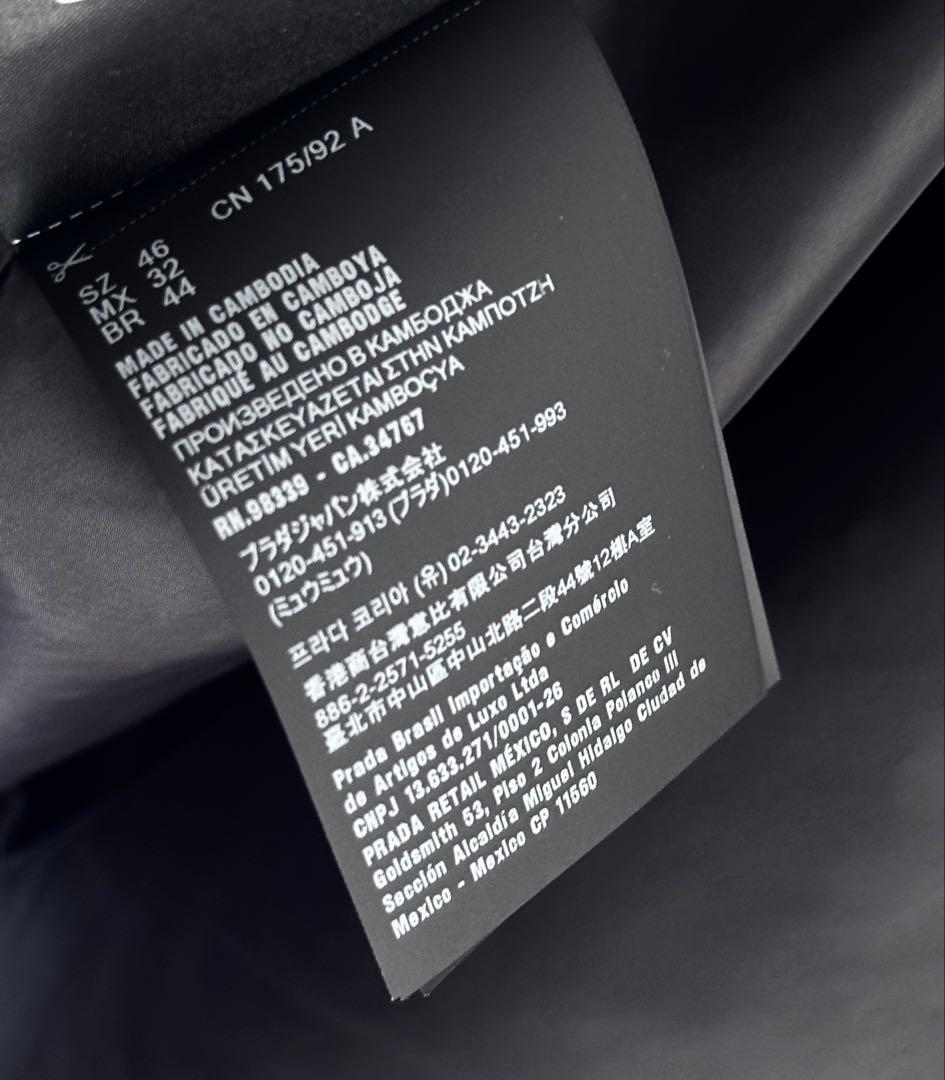 CN 175/92 A
SZ 46
MX 32
BR 44
MADE IN CAMBODIA
FABRICADO EN CAMBOYA
FABRICADO NO CAMBOJA
FABRIQUÉ AU CAMBODGE
ПРОИЗВЕДЕНО В КАМБОДЖА
ΚΑΤΑΣΚΕΥΑΖΕΤΑΙ ΣΤΗΝ ΚΑΜΠΟΤΖΗ
ÜRETİM YERİ KAMBOÇYA
RN.98339 - CA.34767
プラダジャパン株式会社
0120-451-913 (プラダ)0120-451-993
(ミュウミュウ)
프라다 코리아 (유) 02-3443-2323
香港商台灣惠比有限公司台灣分公司
886-2-2571-5255
臺北市中山區中山北路二段44號12樓A室
Prada Brasil Importação e Comércio
de Artigos de Luxo Ltda
CNPJ 13.633.271/0001-26
PRADA RETAIL MÉXICO, S DE RL DE CV
Goldsmith 53, Piso 2 Colonia Polanco III
Sección Alcaldía Miguel Hidalgo Ciudad de
Mexico - Mexico CP 11560